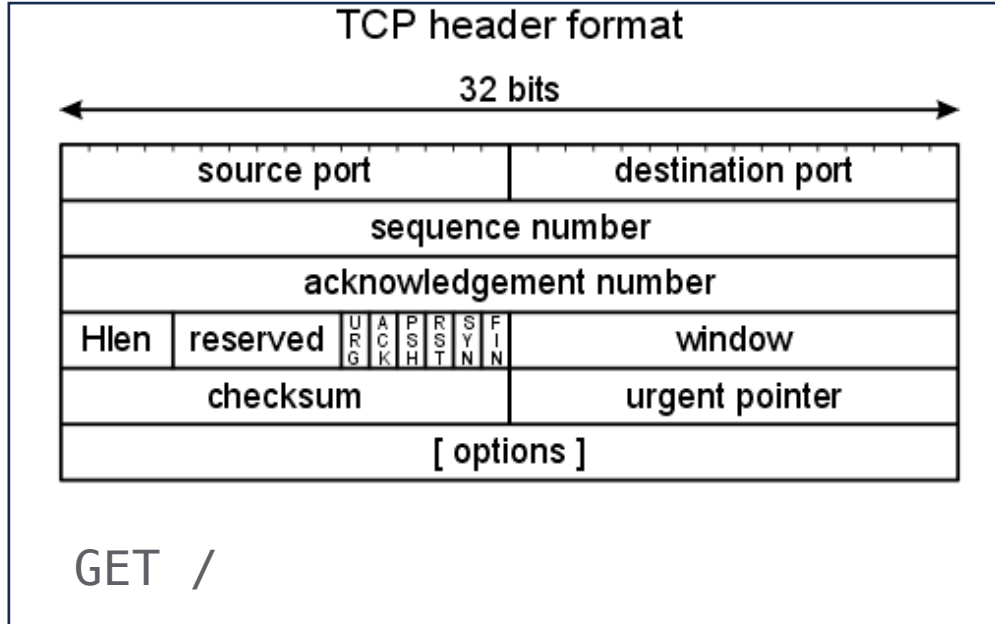 TCP header format
32 bits
source port destination port
sequence number
acknowledgement number
Hlen reserved URG ACK PSH RST SYN FIN window
checksum urgent pointer
[ options ]
GET /